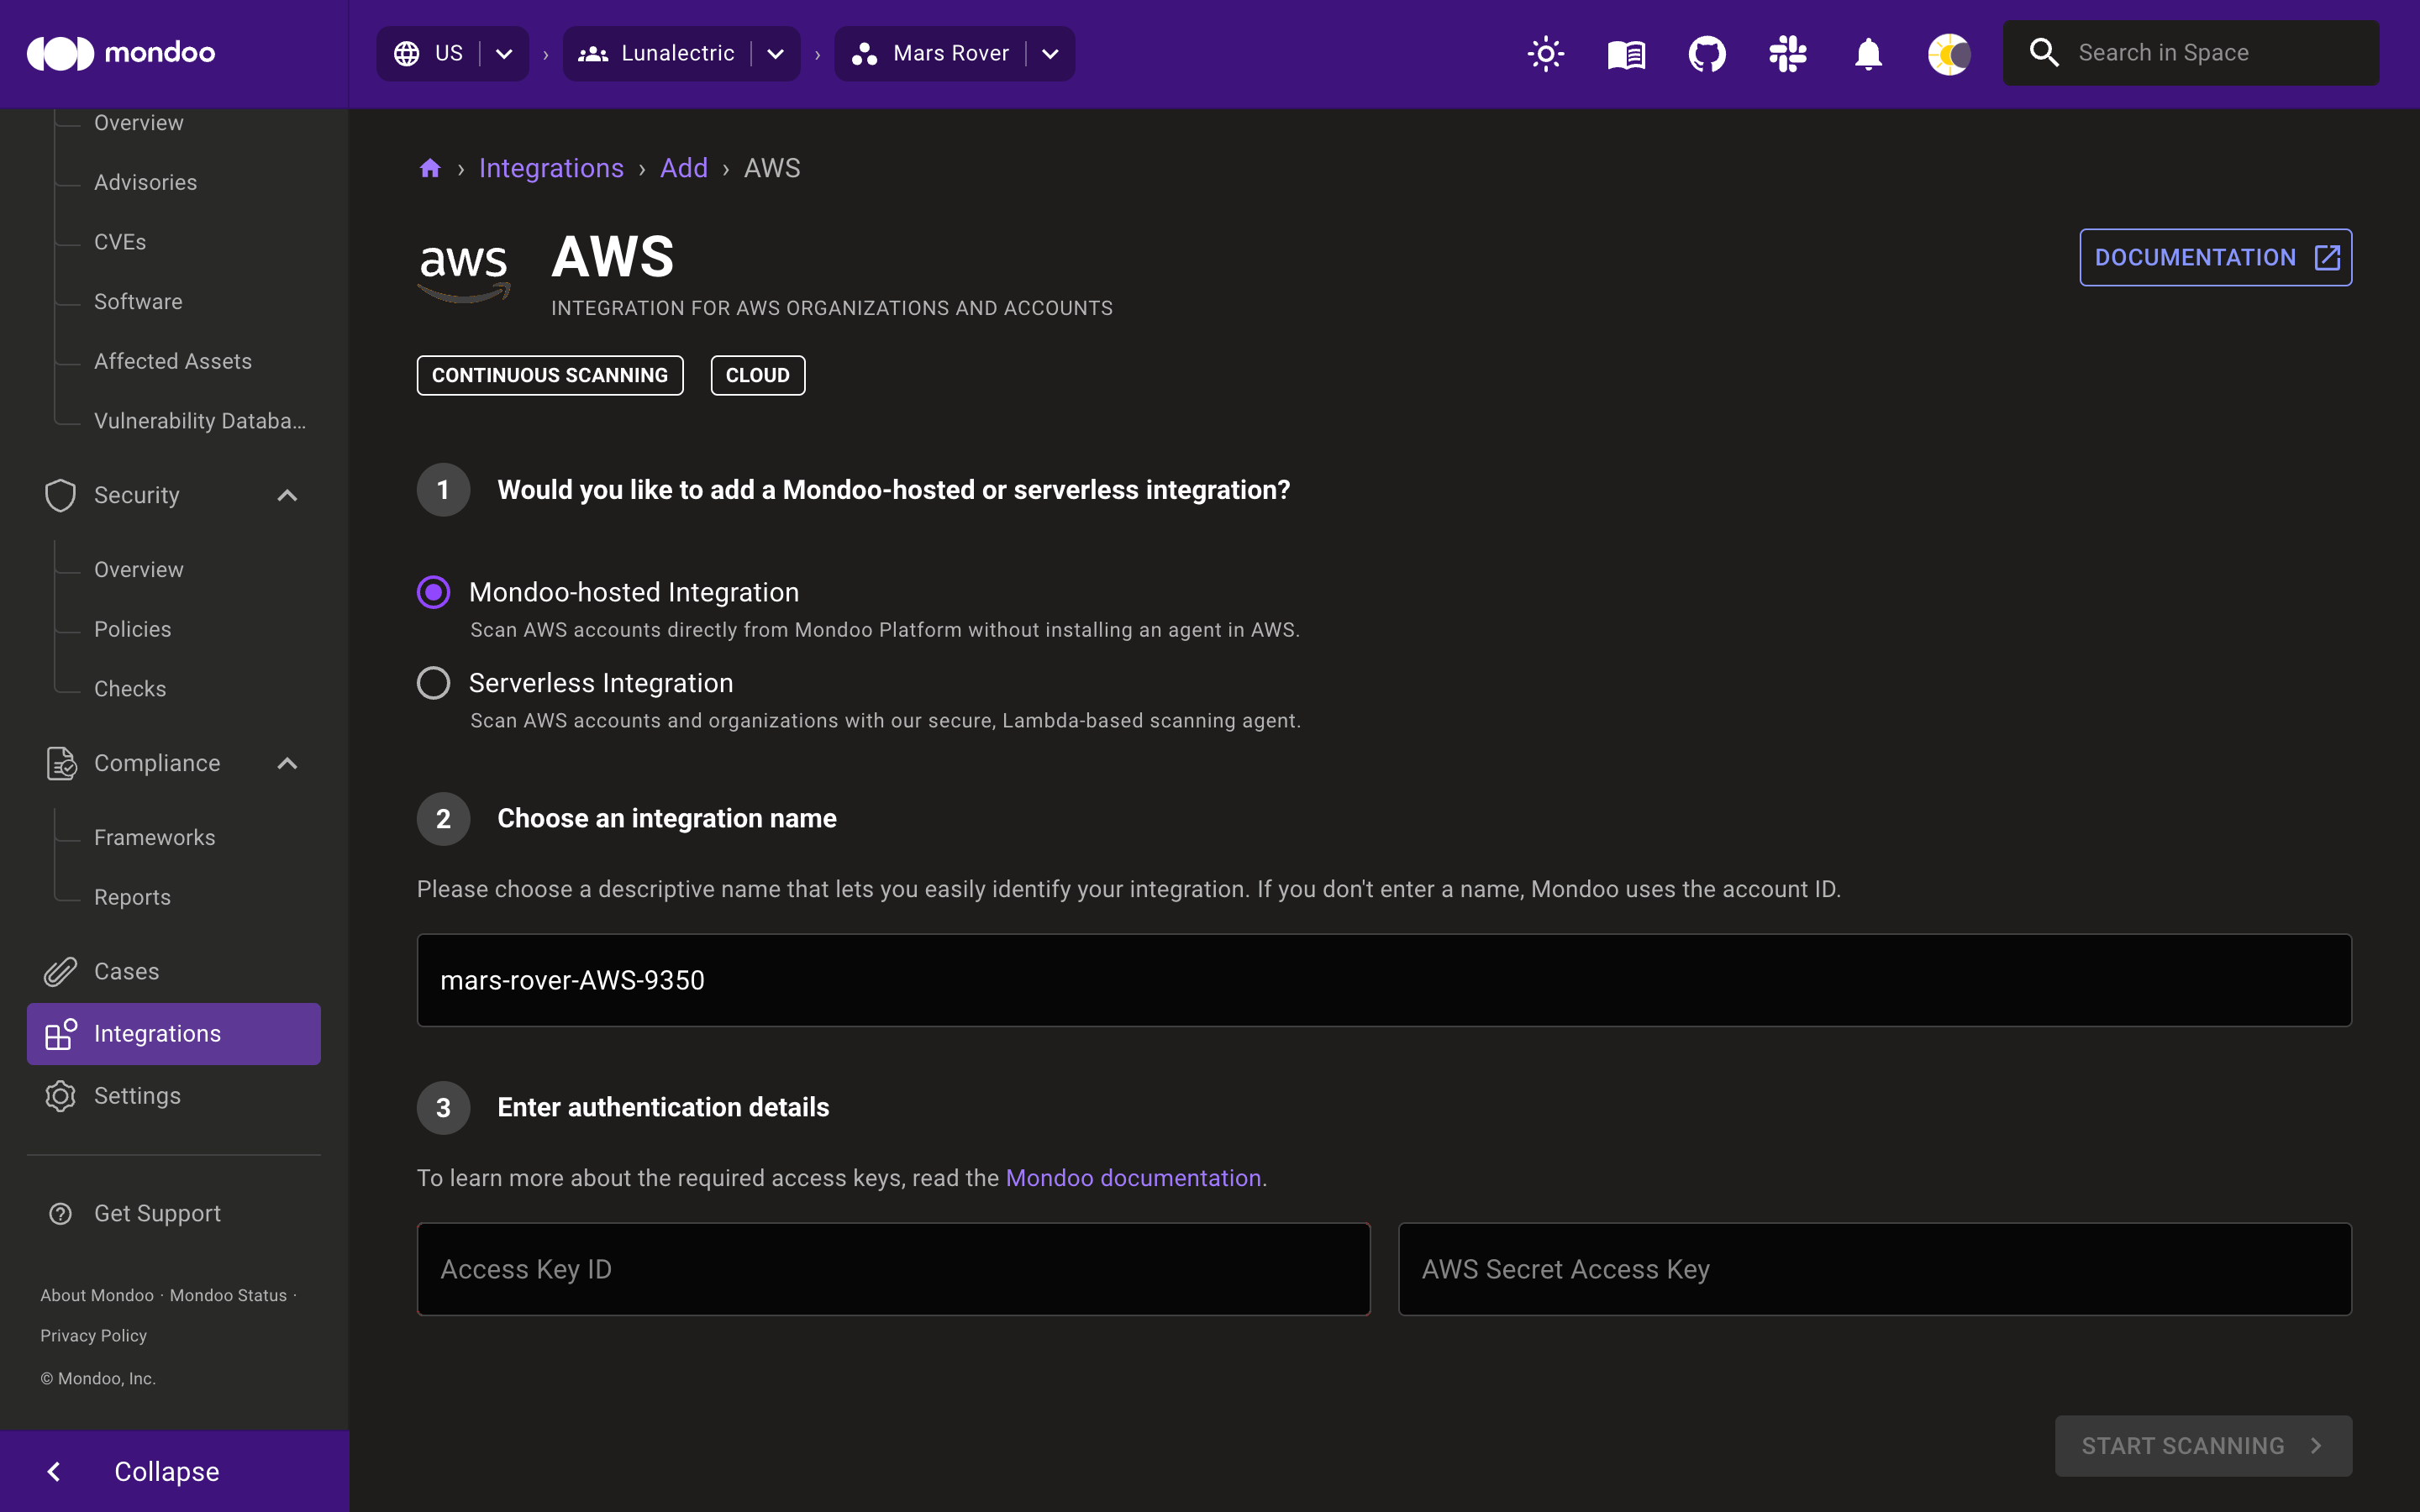 mondoo
US
Lunalectric
Mars Rover
Search in Space
Overview
Advisories
CVEs
Software
Affected Assets
Vulnerability Databa...
Security
Overview
Policies
Checks
Compliance
Frameworks
Reports
Cases
Integrations
Settings
Get Support
About Mondoo · Mondoo Status ·
Privacy Policy
© Mondoo, Inc.
Collapse
› Integrations › Add › AWS
aws
AWS
INTEGRATION FOR AWS ORGANIZATIONS AND ACCOUNTS
DOCUMENTATION
CONTINUOUS SCANNING
CLOUD
1 Would you like to add a Mondoo-hosted or serverless integration?
Mondoo-hosted Integration
Scan AWS accounts directly from Mondoo Platform without installing an agent in AWS.
Serverless Integration
Scan AWS accounts and organizations with our secure, Lambda-based scanning agent.
2 Choose an integration name
Please choose a descriptive name that lets you easily identify your integration. If you don't enter a name, Mondoo uses the account ID.
mars-rover-AWS-9350
3 Enter authentication details
To learn more about the required access keys, read the Mondoo documentation.
Access Key ID
AWS Secret Access Key
START SCANNING